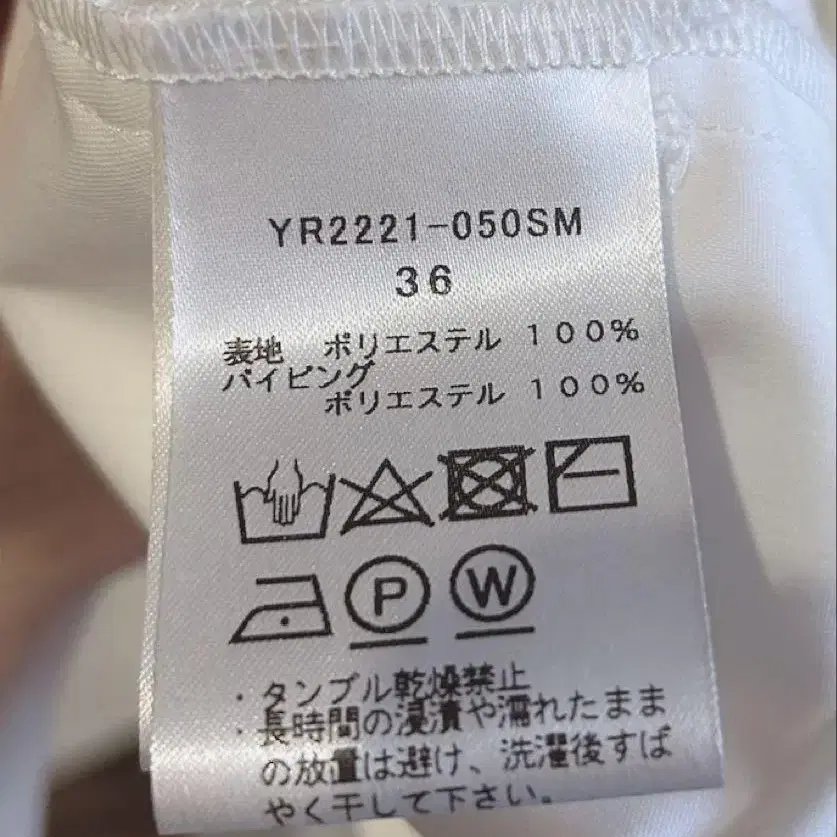 YR2221-050SM
36
表地 ポリエステル 100%
パイピング
ポリエステル 100%
P W
・タンブル乾燥禁止
・長時間の浸漬や濡れたまま
の放置は避け、洗濯後すば
やく干して下さい。